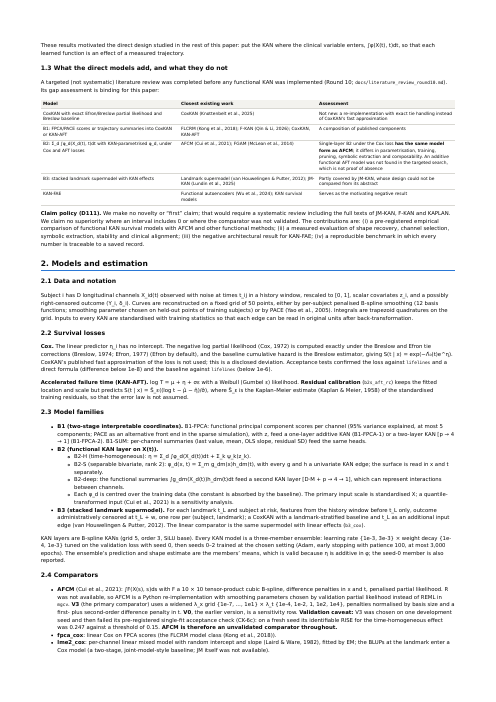 These results motivated the direct design studied in the rest of this paper: put the KAN where the clinical variable enters, ∫φ(X(t), t)dt, so that each
learned function is an effect of a measured trajectory.
1.3 What the direct models add, and what they do not
A targeted (not systematic) literature review was completed before any functional KAN was implemented (Round 10; docs/literature_review_round10.md).
Its gap assessment is binding for this paper:
Model Closest existing work Assessment
CoxKAN with exact Efron/Breslow partial likelihood and CoxKAN (Knottenbelt et al., 2025) Not new: a re-implementation with exact tie handling instead
Breslow baseline of CoxKAN's fast approximation
B1: FPCA/PACE scores or trajectory summaries into CoxKAN FLCRM (Kong et al., 2018); F-KAN (Qin & Li, 2026); CoxKAN, A composition of published components
or KAN-AFT KAN-AFT
B2: Σ_d ∫φ_d(X_d(t), t)dt with KAN-parametrised φ_d, under AFCM (Cui et al., 2021); FGAM (McLean et al., 2014) Single-layer B2 under the Cox loss has the same model
Cox and AFT losses form as AFCM; it differs in parametrisation, training,
pruning, symbolic extraction and comparability. An additive
functional AFT model was not found in the targeted search,
which is not proof of absence
B3: stacked landmark supermodel with KAN effects Landmark supermodel (van Houwelingen & Putter, 2012); JM- Partly covered by JM-KAN, whose design could not be
KAN (Lundin et al., 2025) compared from its abstract
KAN-FAE Functional autoencoders (Wu et al., 2024); KAN survival Serves as the motivating negative result
models
Claim policy (D111). We make no novelty or "first" claim; that would require a systematic review including the full texts of JM-KAN, F-KAN and KAPLAN.
We claim no superiority where an interval includes 0 or where the comparator was not validated. The contributions are: (i) a pre-registered empirical
comparison of functional KAN survival models with AFCM and other functional methods; (ii) a measured evaluation of shape recovery, channel selection,
symbolic extraction, stability and clinical alignment; (iii) the negative architectural result for KAN-FAE; (iv) a reproducible benchmark in which every
number is traceable to a saved record.
2. Models and estimation
2.1 Data and notation
Subject i has D longitudinal channels X_id(t) observed with noise at times t_ij in a history window, rescaled to [0, 1], scalar covariates z_i, and a possibly
right-censored outcome (Y_i, δ_i). Curves are reconstructed on a fixed grid of 50 points, either by per-subject penalised B-spline smoothing (12 basis
functions; smoothing parameter chosen on held-out points of training subjects) or by PACE (Yao et al., 2005). Integrals are trapezoid quadratures on the
grid. Inputs to every KAN are standardised with training statistics so that each edge can be read in original units after back-transformation.
2.2 Survival losses
Cox. The linear predictor η_i has no intercept. The negative log partial likelihood (Cox, 1972) is computed exactly under the Breslow and Efron tie
corrections (Breslow, 1974; Efron, 1977) (Efron by default), and the baseline cumulative hazard is the Breslow estimator, giving S(t | x) = exp(−Λ₀(t)e^η).
CoxKAN's published fast approximation of the loss is not used; this is a disclosed deviation. Acceptance tests confirmed the loss against lifelines and a
direct formula (difference below 1e-8) and the baseline against lifelines (below 1e-6).
Accelerated failure time (KAN-AFT). log T = μ + η + σε with a Weibull (Gumbel ε) likelihood. Residual calibration (b2s_aft_rc) keeps the fitted
location and scale but predicts Ŝ(t | x) = Ŝ_ε((log t − μ̂ − η̂)/σ̂), where Ŝ_ε is the Kaplan–Meier estimate (Kaplan & Meier, 1958) of the standardised
training residuals, so that the error law is not assumed.
2.3 Model families
• B1 (two-stage interpretable coordinates). B1-FPCA: functional principal component scores per channel (95% variance explained, at most 5
components; PACE as an alternative front end in the sparse simulation), with z, feed a one-layer additive KAN (B1-FPCA-1) or a two-layer KAN [p → 4
→ 1] (B1-FPCA-2). B1-SUM: per-channel summaries (last value, mean, OLS slope, residual SD) feed the same heads.
• B2 (functional KAN layer on X(t)).
▪ B2-H (time-homogeneous): η = Σ_d ∫φ_d(X_d(t))dt + Σ_k ψ_k(z_k).
▪ B2-S (separable bivariate, rank 2): φ_d(x, t) = Σ_m g_dm(x)h_dm(t), with every g and h a univariate KAN edge; the surface is read in x and t
separately.
▪ B2-deep: the functionals ∫g_dm(X_d(t))h_dm(t)dt feed a second KAN layer [D·M + p → 4 → 1], which can represent interactions
between channels.
▪ Each φ is centred over the training data (the constant is absorbed by the baseline). The primary input scale is standardised X; a quantile-
transformed input (Cui et al., 2021) is a sensitivity analysis.
• B3 (stacked landmark supermodel). For each landmark t_L and subject at risk, features from the history window before t_L only, outcome
administratively censored at t_L + w, one row per (subject, landmark); a CoxKAN with a landmark-stratified baseline and t_L as an additional input
edge (van Houwelingen & Putter, 2012). The linear comparator is the same supermodel with linear effects (b3_cox).
KAN layers are B-spline KANs (grid 5, order 3, SiLU base). Every KAN model is a three-member ensemble: learning rate {1e-3, 3e-3} × weight decay {1e-
4, 1e-3} tuned on the validation loss with seed 0, then seeds 0–2 trained at the chosen setting (Adam, early stopping with patience 100, at most 3,000
epochs). The ensemble's prediction and shape estimate are the members' means, which is valid because η is additive in φ; the seed-0 member is also
reported.
2.4 Comparators
• AFCM (Cui et al., 2021): ∫F(X(s), s)ds with F a 10 × 10 tensor-product cubic B-spline, difference penalties in x and t, penalised partial likelihood. R
was not available, so AFCM is a Python re-implementation with smoothing parameters chosen by validation partial likelihood instead of REML in
mgcv. V3 (the primary comparator) uses a widened λ_x grid {1e-7, ..., 1e1} × λ_t {1e-4, 1e-2, 1, 1e2, 1e4}, penalties normalised by basis size and a first-
plus second-order difference penalty in t. V0, the earlier version, is a sensitivity row. Validation caveat: V3 was chosen on one development
seed and then failed its pre-registered single-fit acceptance check (CK-6c): on a fresh seed its identifiable RISE for the time-homogeneous effect
was 0.247 against a threshold of 0.15. AFCM is therefore an unvalidated comparator throughout.
• fpca_cox: linear Cox on FPCA scores (the FLCRM model class (Kong et al., 2018)).
• lme2_cox: per-channel linear mixed model with random intercept and slope (Laird & Ware, 1982), fitted by EM; the BLUPs at the landmark enter a
Cox model (a two-stage, joint-model-style baseline; JM itself was not available).